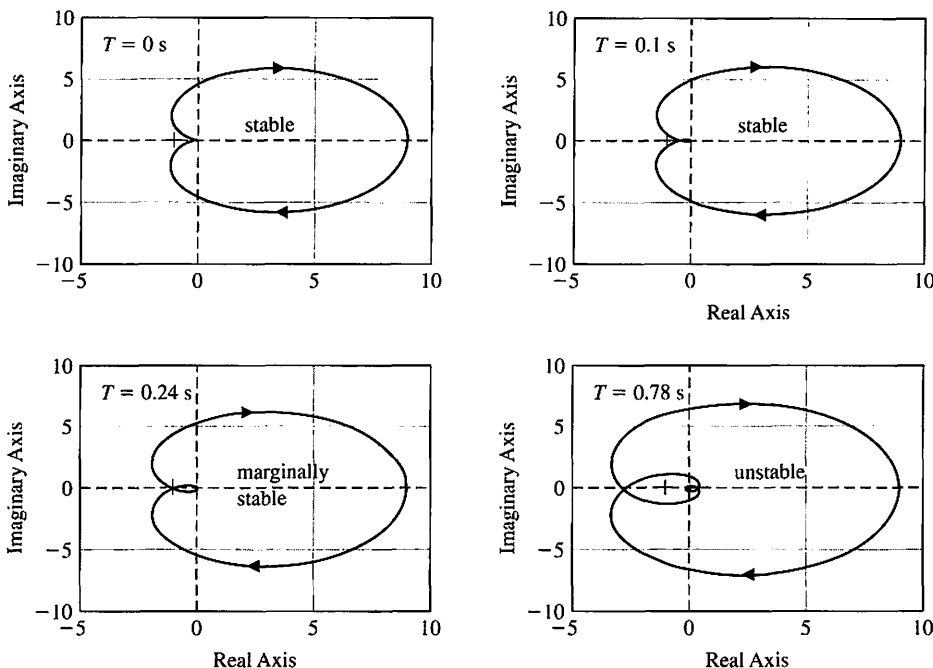 T = 0 s
stable
Imaginary Axis
10
5
0
−5
−10
−5
0
5
10
T = 0.1 s
stable
Imaginary Axis
10
5
0
−5
−10
−5
0
5
10
Real Axis
T = 0.24 s
marginally
stable
Imaginary Axis
10
5
0
−5
−10
−5
0
5
10
Real Axis
T = 0.78 s
unstable
Imaginary Axis
10
5
0
−5
−10
−5
0
5
10
Real Axis